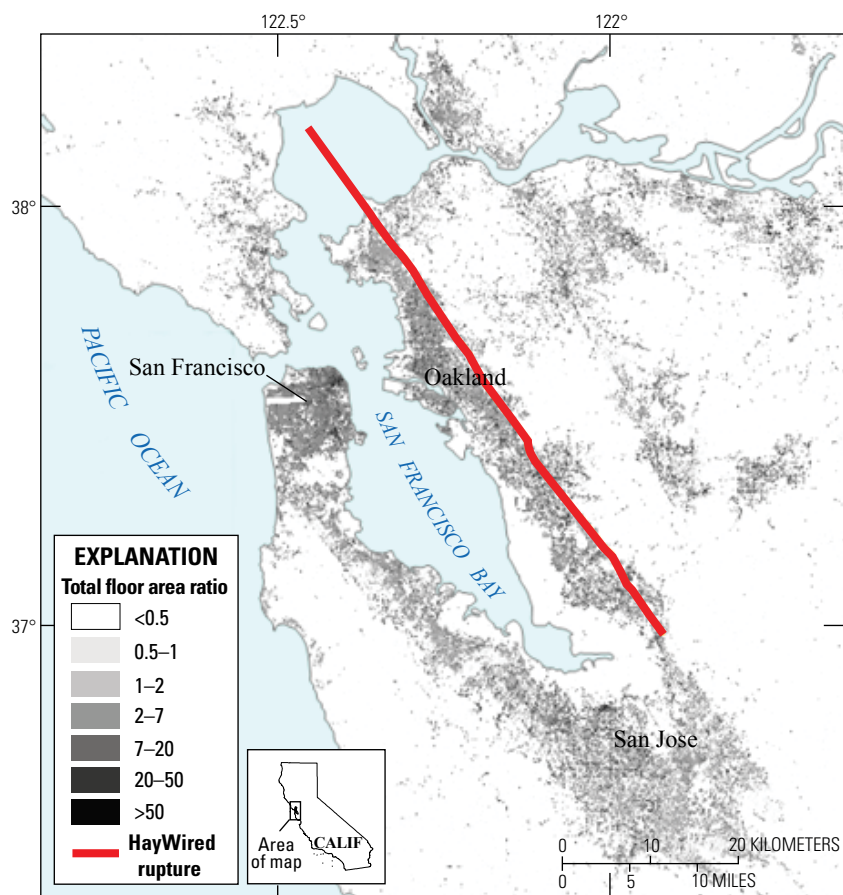 122.5°
122°
38°
37°
San Francisco
Oakland
PACIFIC OCEAN
SAN FRANCISCO BAY
San Jose
EXPLANATION
Total floor area ratio
<0.5
0.5–1
1–2
2–7
7–20
20–50
>50
HayWired
rupture
Area
of map
CALIF
0 10 20 KILOMETERS
0 5 10 MILES